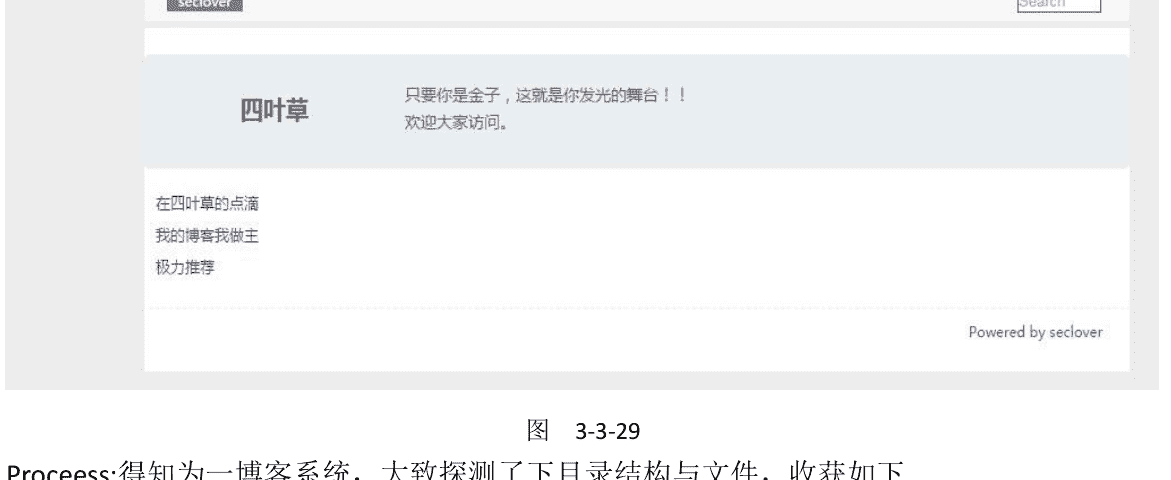 seclover
Search
四叶草
只要你是金子，这就是你发光的舞台！！
欢迎大家访问。
在四叶草的点滴
我的博客我做主
极力推荐
Powered by seclover
图 3-3-29
Proceess:得知为一博客系统，大致探测了下目录结构与文件，收获如下